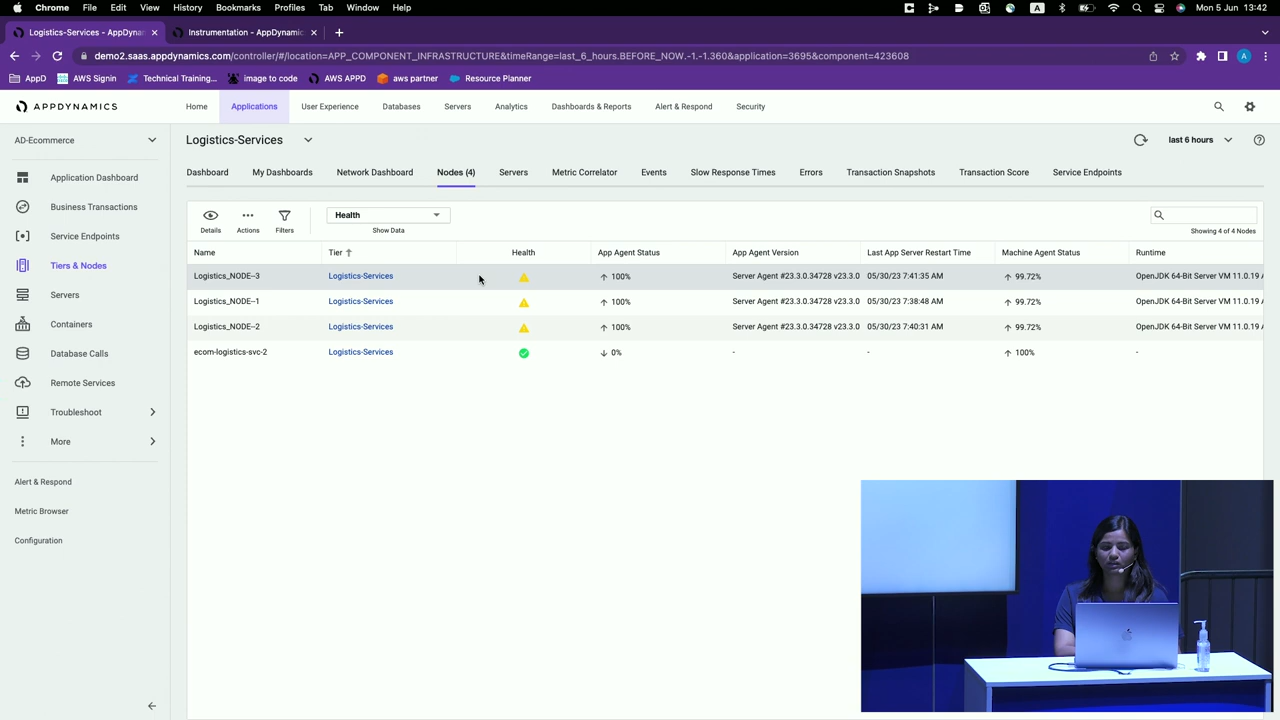 Chrome File Edit View History Bookmarks Profiles Tab Window Help A Mon 5 Jun 13:42
Logistics-Services - AppDynam Instrumentation - AppDynamic
demo2.saas.appdynamics.com/controller/#/location=APP_COMPONENT_INFRASTRUCTURE&timeRange=last_6_hours.BEFORE_NOW.-1.-1.360&application=3695&component=423608 A
AppD AWS Signin Technical Training... image to code AWS APPD aws partner Resource Planner
APPDYNAMICS Home Applications User Experience Databases Servers Analytics Dashboards & Reports Alert & Respond Security
AD-Ecommerce
Application Dashboard
Business Transactions
Service Endpoints
Tiers & Nodes
Servers
Containers
Database Calls
Remote Services
Troubleshoot
More
Alert & Respond
Metric Browser
Configuration
Logistics-Services last 6 hours
Dashboard My Dashboards Network Dashboard Nodes (4) Servers Metric Correlator Events Slow Response Times Errors Transaction Snapshots Transaction Score Service Endpoints
Details Actions Filters Health
Show Data Showing 4 of 4 Nodes
Name Tier Health App Agent Status App Agent Version Last App Server Restart Time Machine Agent Status Runtime
Logistics_NODE--3 Logistics-Services 100% Server Agent #23.3.0.34728 v23.3.0 05/30/23 7:41:35 AM 99.72% OpenJDK 64-Bit Server VM 11.0.19
Logistics_NODE--1 Logistics-Services 100% Server Agent #23.3.0.34728 v23.3.0 05/30/23 7:38:48 AM 99.72% OpenJDK 64-Bit Server VM 11.0.19
Logistics_NODE--2 Logistics-Services 100% Server Agent #23.3.0.34728 v23.3.0 05/30/23 7:40:31 AM 99.72% OpenJDK 64-Bit Server VM 11.0.19
ecom-logistics-svc-2 Logistics-Services 0% - - 100% -